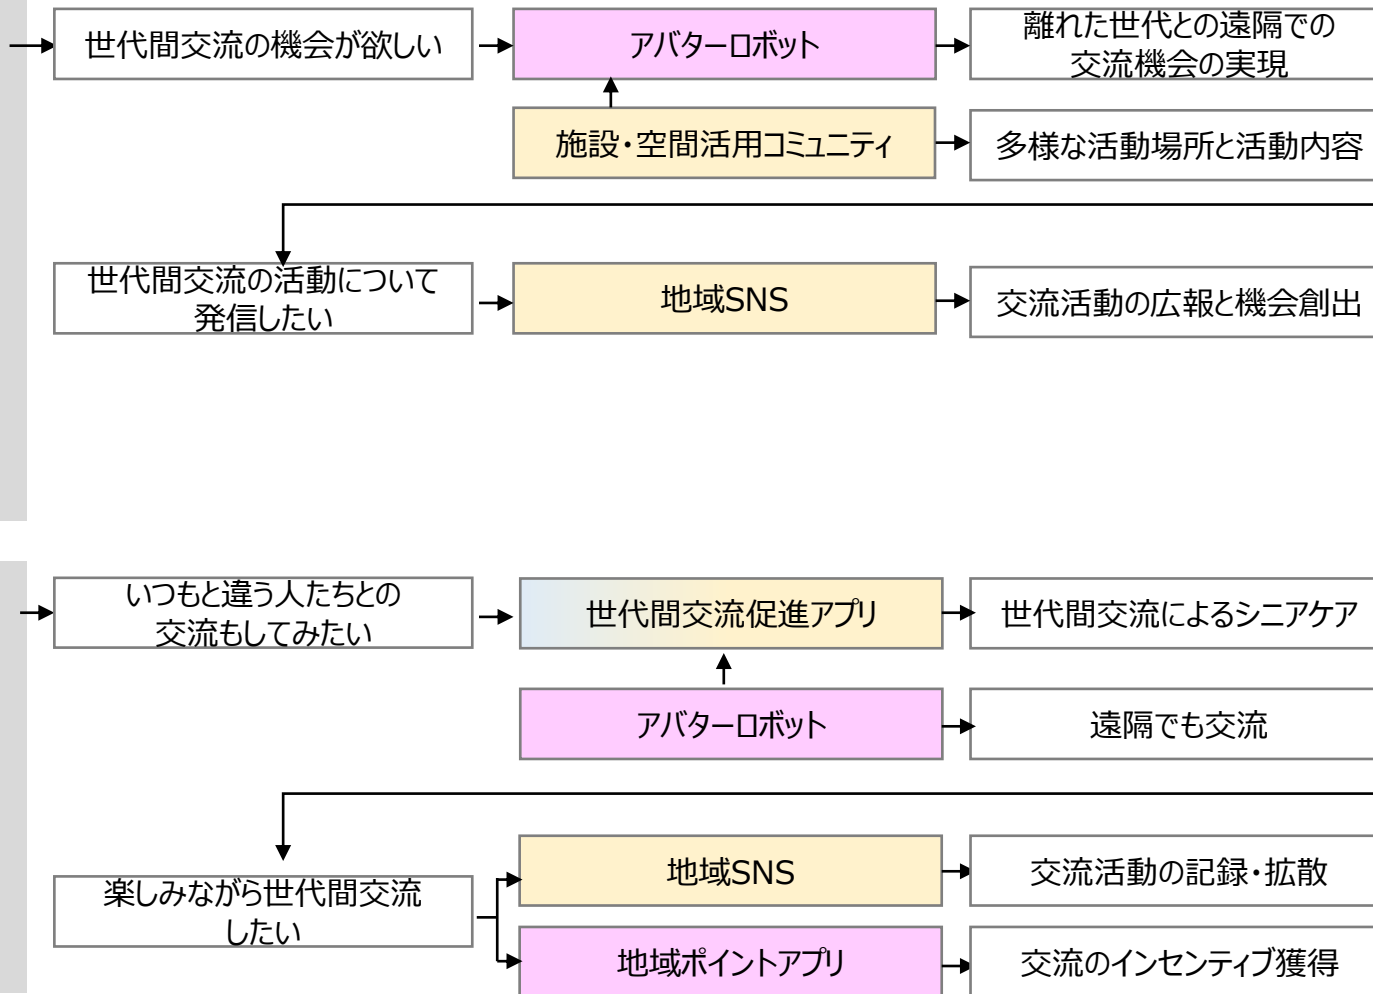 世代間交流の機会が欲しい
アバターロボット
離れた世代との遠隔での
交流機会の実現
施設・空間活用コミュニティ
多様な活動場所と活動内容
世代間交流の活動について
発信したい
地域SNS
交流活動の広報と機会創出
いつもと違う人たちとの
交流もしてみたい
世代間交流促進アプリ
世代間交流によるシニアケア
アバターロボット
遠隔でも交流
楽しみながら世代間交流
したい
地域SNS
交流活動の記録・拡散
地域ポイントアプリ
交流のインセンティブ獲得